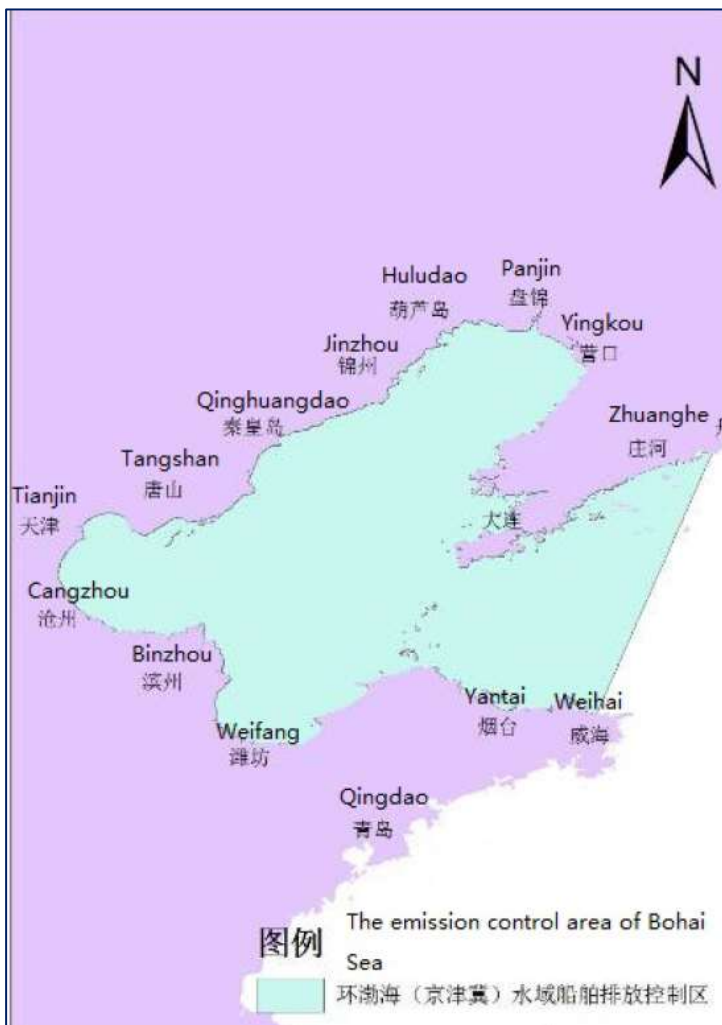 N
Huludao
葫芦岛
Panjin
盘锦
Yingkou
营口
Jinzhou
锦州
Qinghuangdao
秦皇岛
Zhuanghe
庄河
Tangshan
唐山
Tianjin
天津
大连
Cangzhou
沧州
Binzhou
滨州
Weifang
潍坊
Yantai
烟台
Weihai
威海
Qingdao
青岛
图例
The emission control area of Bohai
Sea
环渤海（京津冀）水域船舶排放控制区